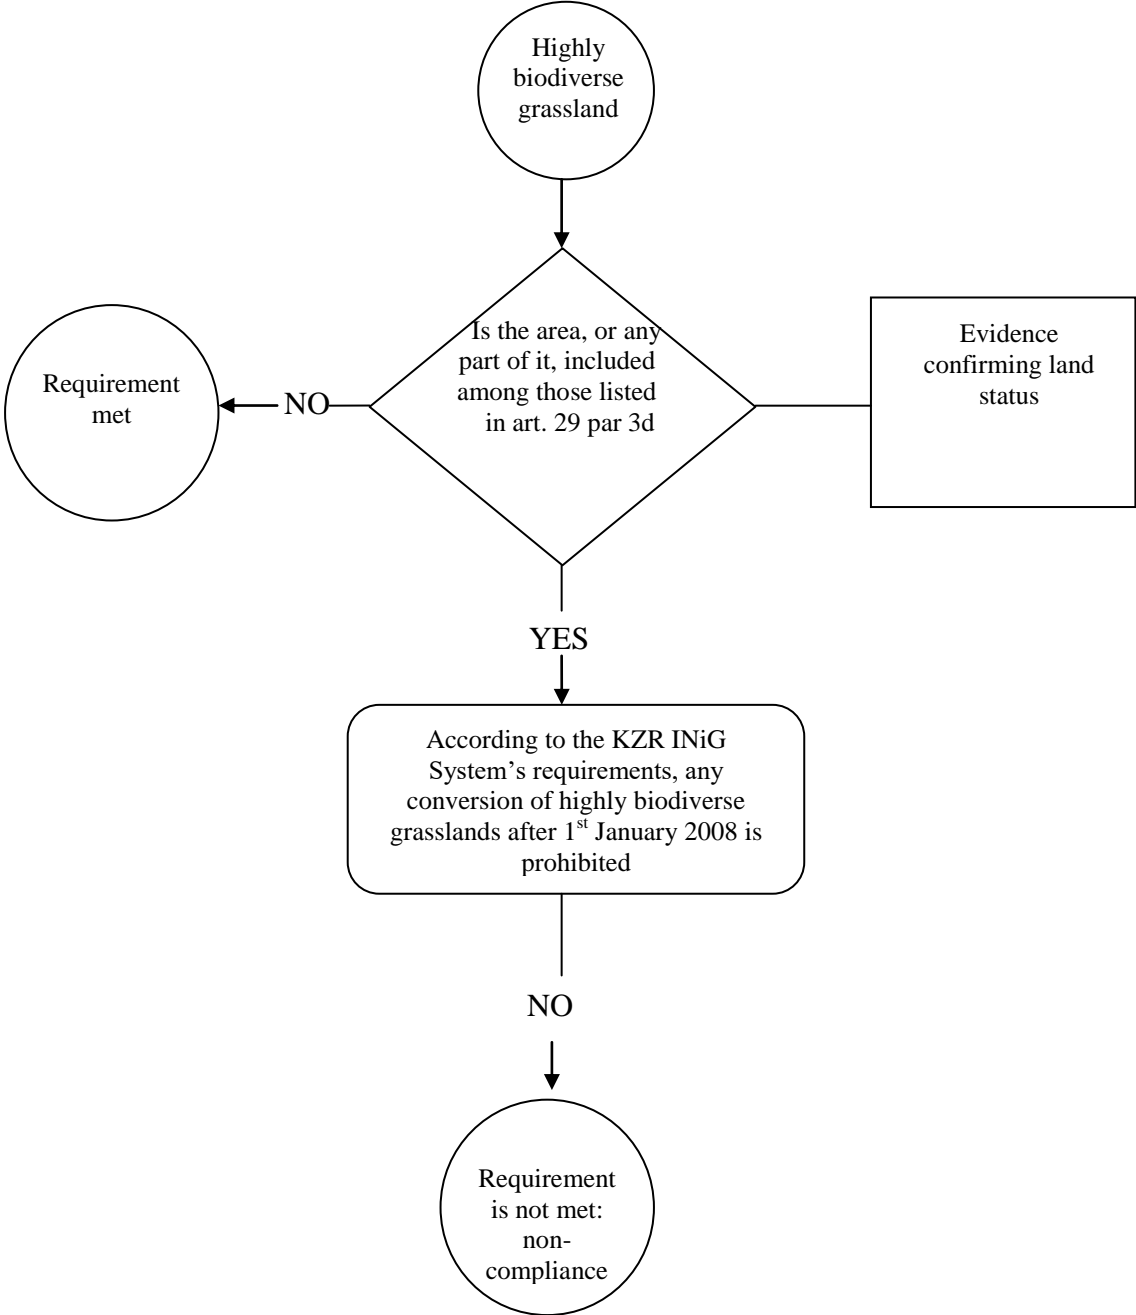 Highly
biodiverse
grassland
Is the area, or any
part of it, included
among those listed
in art. 29 par 3d
Evidence
confirming land
status
Requirement
met
NO
YES
According to the KZR INiG
System’s requirements, any
conversion of highly biodiverse
grasslands after 1st January 2008 is
prohibited
NO
Requirement
is not met:
non-
compliance